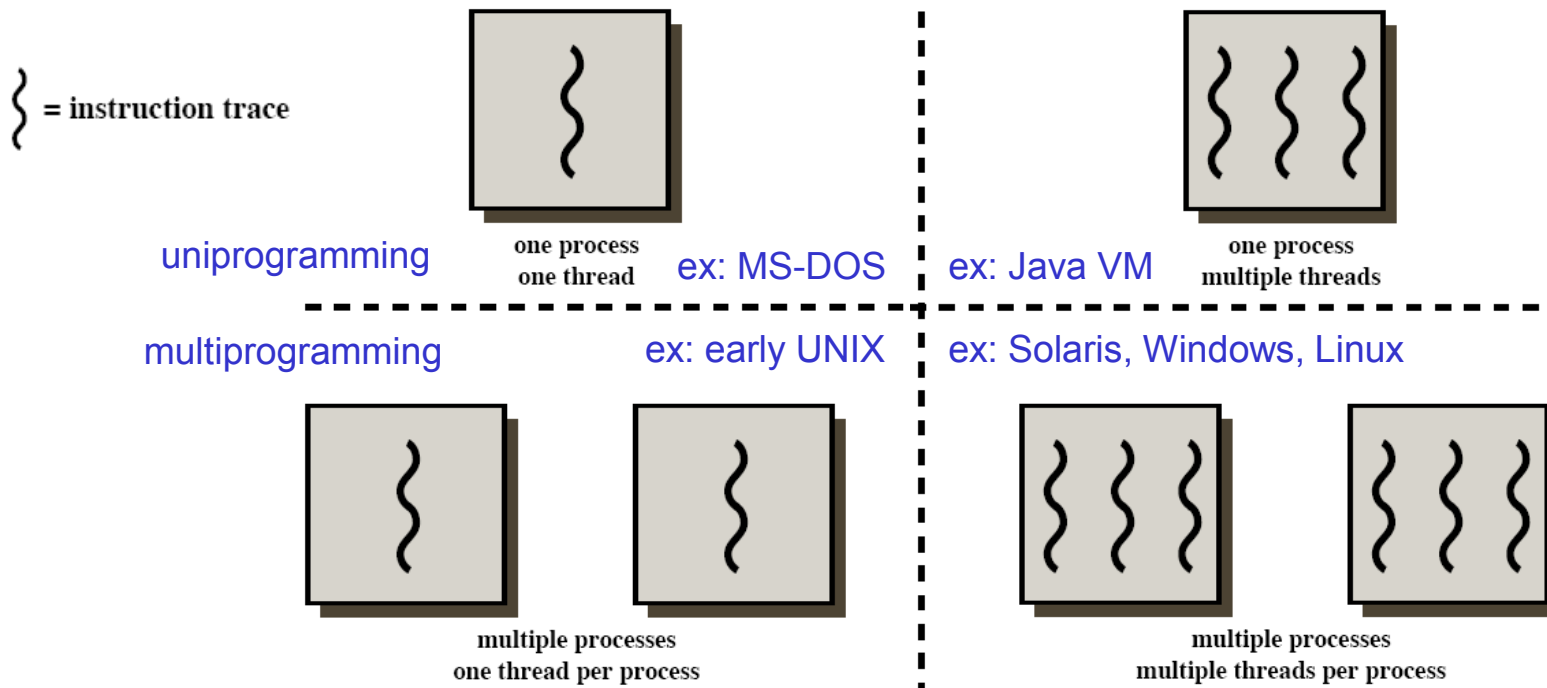 = instruction trace
uniprogramming
one process
one thread
ex: MS-DOS
ex: Java VM
one process
multiple threads
multiprogramming
ex: early UNIX
ex: Solaris, Windows, Linux
multiple processes
one thread per process
multiple processes
multiple threads per process